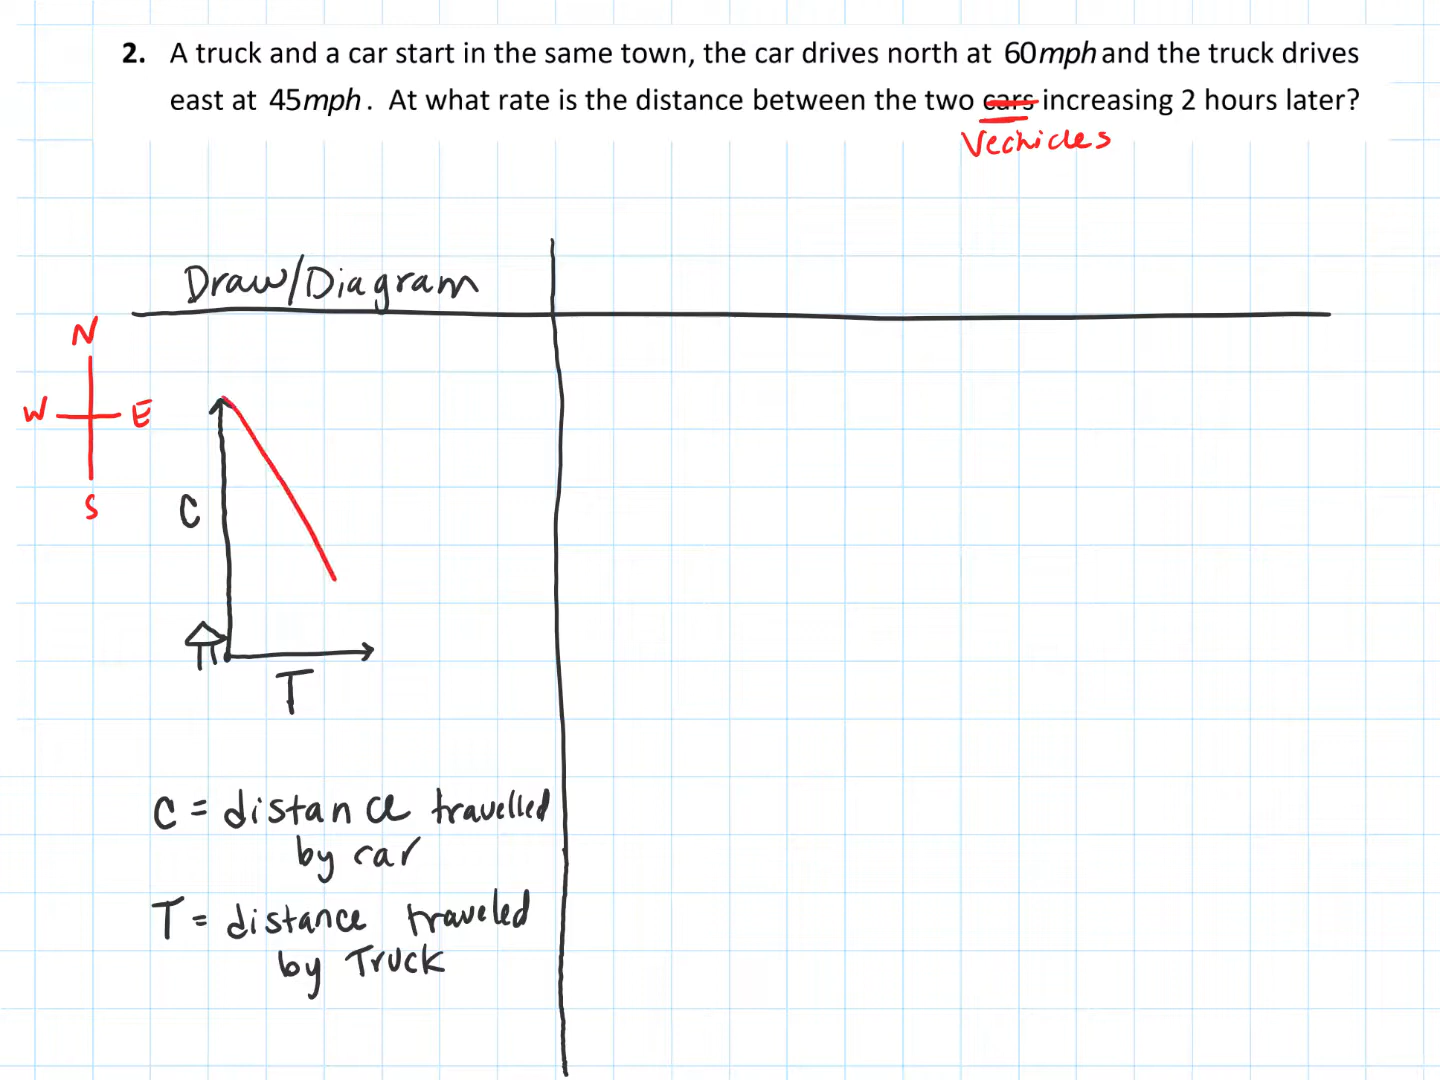 2. A truck and a car start in the same town, the car drives north at 60mph and the truck drives
east at 45mph. At what rate is the distance between the two cars increasing 2 hours later?
Vechicles
Draw/Diagram
N
W E
S
C
T
C = distance travelled
by car
T = distance traveled
by Truck